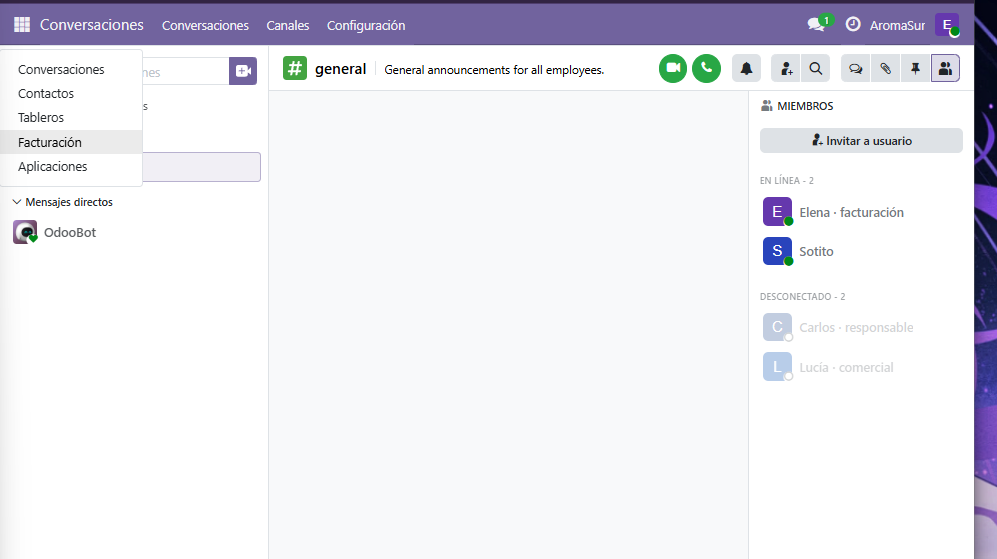 Conversaciones Conversaciones Canales Configuración 1 AromaSur E
Conversaciones
Contactos
Tableros
Facturación
Aplicaciones
Mensajes directos
OdooBot
# general General announcements for all employees.
MIEMBROS
Invitar a usuario
EN LÍNEA - 2
E Elena · facturación
S Sotito
DESCONECTADO - 2
C Carlos · responsable
L Lucía · comercial